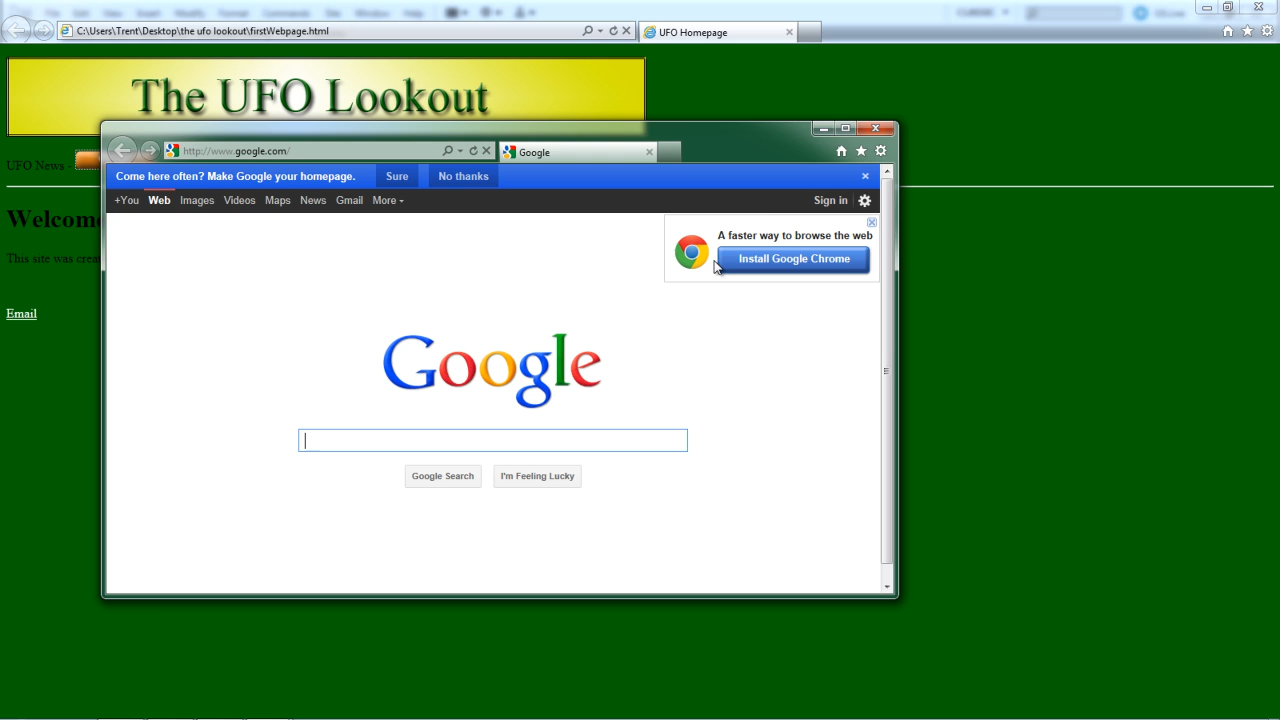 C:\Users\Trent\Desktop\the ufo lookout\firstWebpage.html
UFO Homepage
The UFO Lookout
UFO News -
Welcome
This site was crea
Email
http://www.google.com/
Google
Come here often? Make Google your homepage.
Sure
No thanks
+You Web Images Videos Maps News Gmail More
Sign in
A faster way to browse the web
Install Google Chrome
Google
Google Search
I'm Feeling Lucky